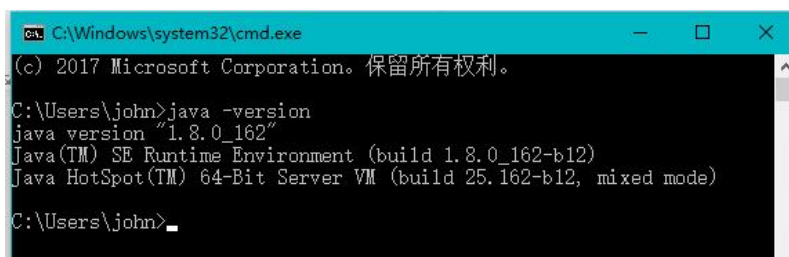 C:\Windows\system32\cmd.exe
(c) 2017 Microsoft Corporation。保留所有权利。
C:\Users\john>java -version
java version "1.8.0_162"
Java(TM) SE Runtime Environment (build 1.8.0_162-b12)
Java HotSpot(TM) 64-Bit Server VM (build 25.162-b12, mixed mode)
C:\Users\john>